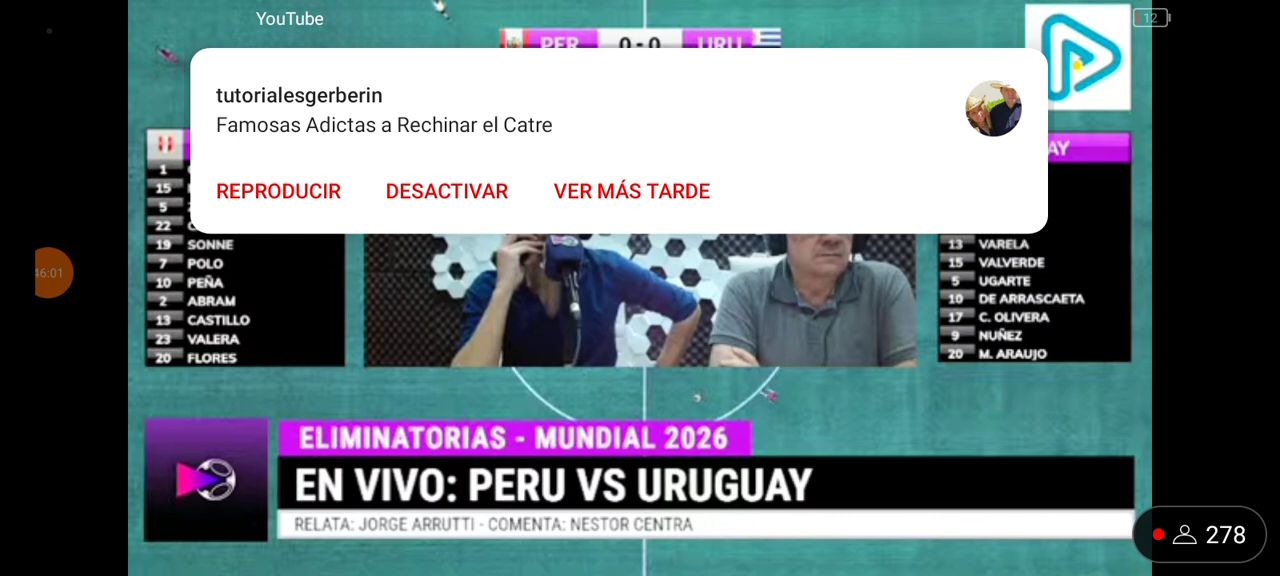 YouTube
12
PER 0-0 URU
tutorialesgerberin
Famosas Adictas a Rechinar el Catre
REPRODUCIR DESACTIVAR VER MÁS TARDE
AY
1
15
5
22
19 SONNE
7 POLO
10 PEÑA
2 ABRAM
13 CASTILLO
23 VALERA
20 FLORES
13 VARELA
15 VALVERDE
5 UGARTE
10 DE ARRASCAETA
17 C. OLIVERA
9 NUÑEZ
20 M. ARAUJO
46:01
ELIMINATORIAS - MUNDIAL 2026
EN VIVO: PERU VS URUGUAY
RELATA: JORGE ARRUTTI - COMENTA: NESTOR CENTRA
278